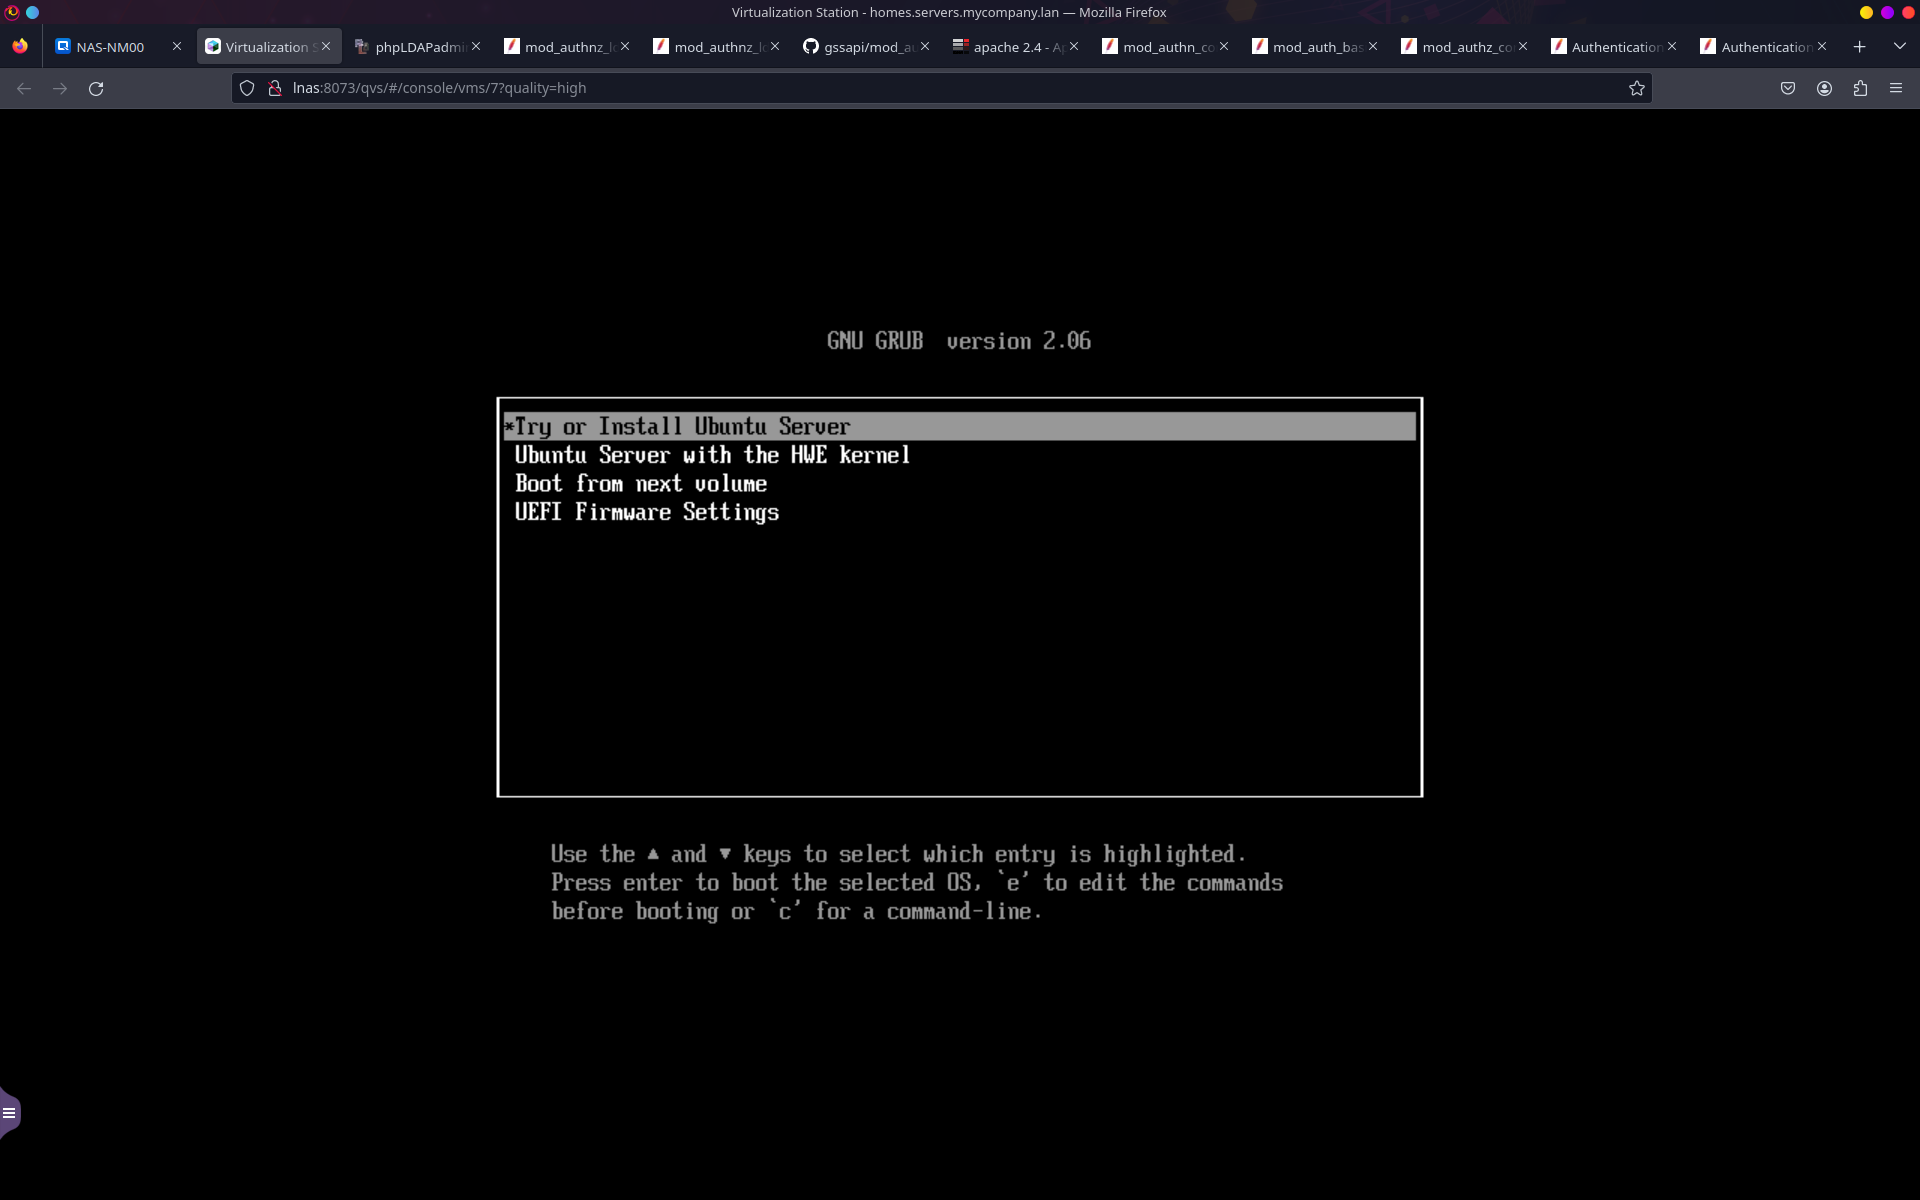 Virtualization Station - homes.servers.mycompany.lan — Mozilla Firefox
NAS-NM00
Virtualization
phpLDAPadmi
mod_authnz_l
mod_authnz_l
gssapi/mod_a
apache 2.4 - A
mod_authn_co
mod_auth_bas
mod_authz_co
Authentication
Authentication
lnas:8073/qvs/#/console/vms/7?quality=high
GNU GRUB version 2.06
*Try or Install Ubuntu Server
Ubuntu Server with the HWE kernel
Boot from next volume
UEFI Firmware Settings
Use the ▲ and ▼ keys to select which entry is highlighted.
Press enter to boot the selected OS, `e' to edit the commands
before booting or `c' for a command-line.